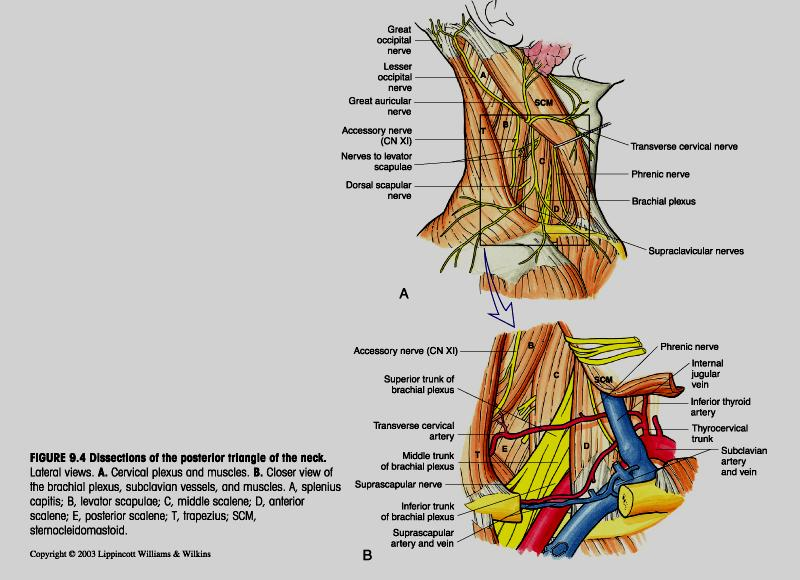 Great
occipital
nerve
Lesser
occipital
nerve
Great auricular
nerve
Accessory nerve
(CN XI)
Nerves to levator
scapulae
Dorsal scapular
nerve
A
SCM
T
B
C
D
Transverse cervical nerve
Phrenic nerve
Brachial plexus
Supraclavicular nerves
A
Accessory nerve (CN XI)
Superior trunk of
brachial plexus
Transverse cervical
artery
Middle trunk
of brachial plexus
Suprascapular nerve
Inferior trunk
of brachial plexus
Suprascapular
artery and vein
B
C
SCM
T
E
D
Phrenic nerve
Internal
jugular
vein
Inferior thyroid
artery
Thyrocervical
trunk
Subclavian
artery
and vein
B
FIGURE 9.4 Dissections of the posterior triangle of the neck.
Lateral views. A. Cervical plexus and muscles. B. Closer view of
the brachial plexus, subclavian vessels, and muscles. A, splenius
capitis; B, levator scapulae; C, middle scalene; D, anterior
scalene; E, posterior scalene; T, trapezius; SCM,
sternocleidomastoid.
Copyright © 2003 Lippincott Williams & Wilkins